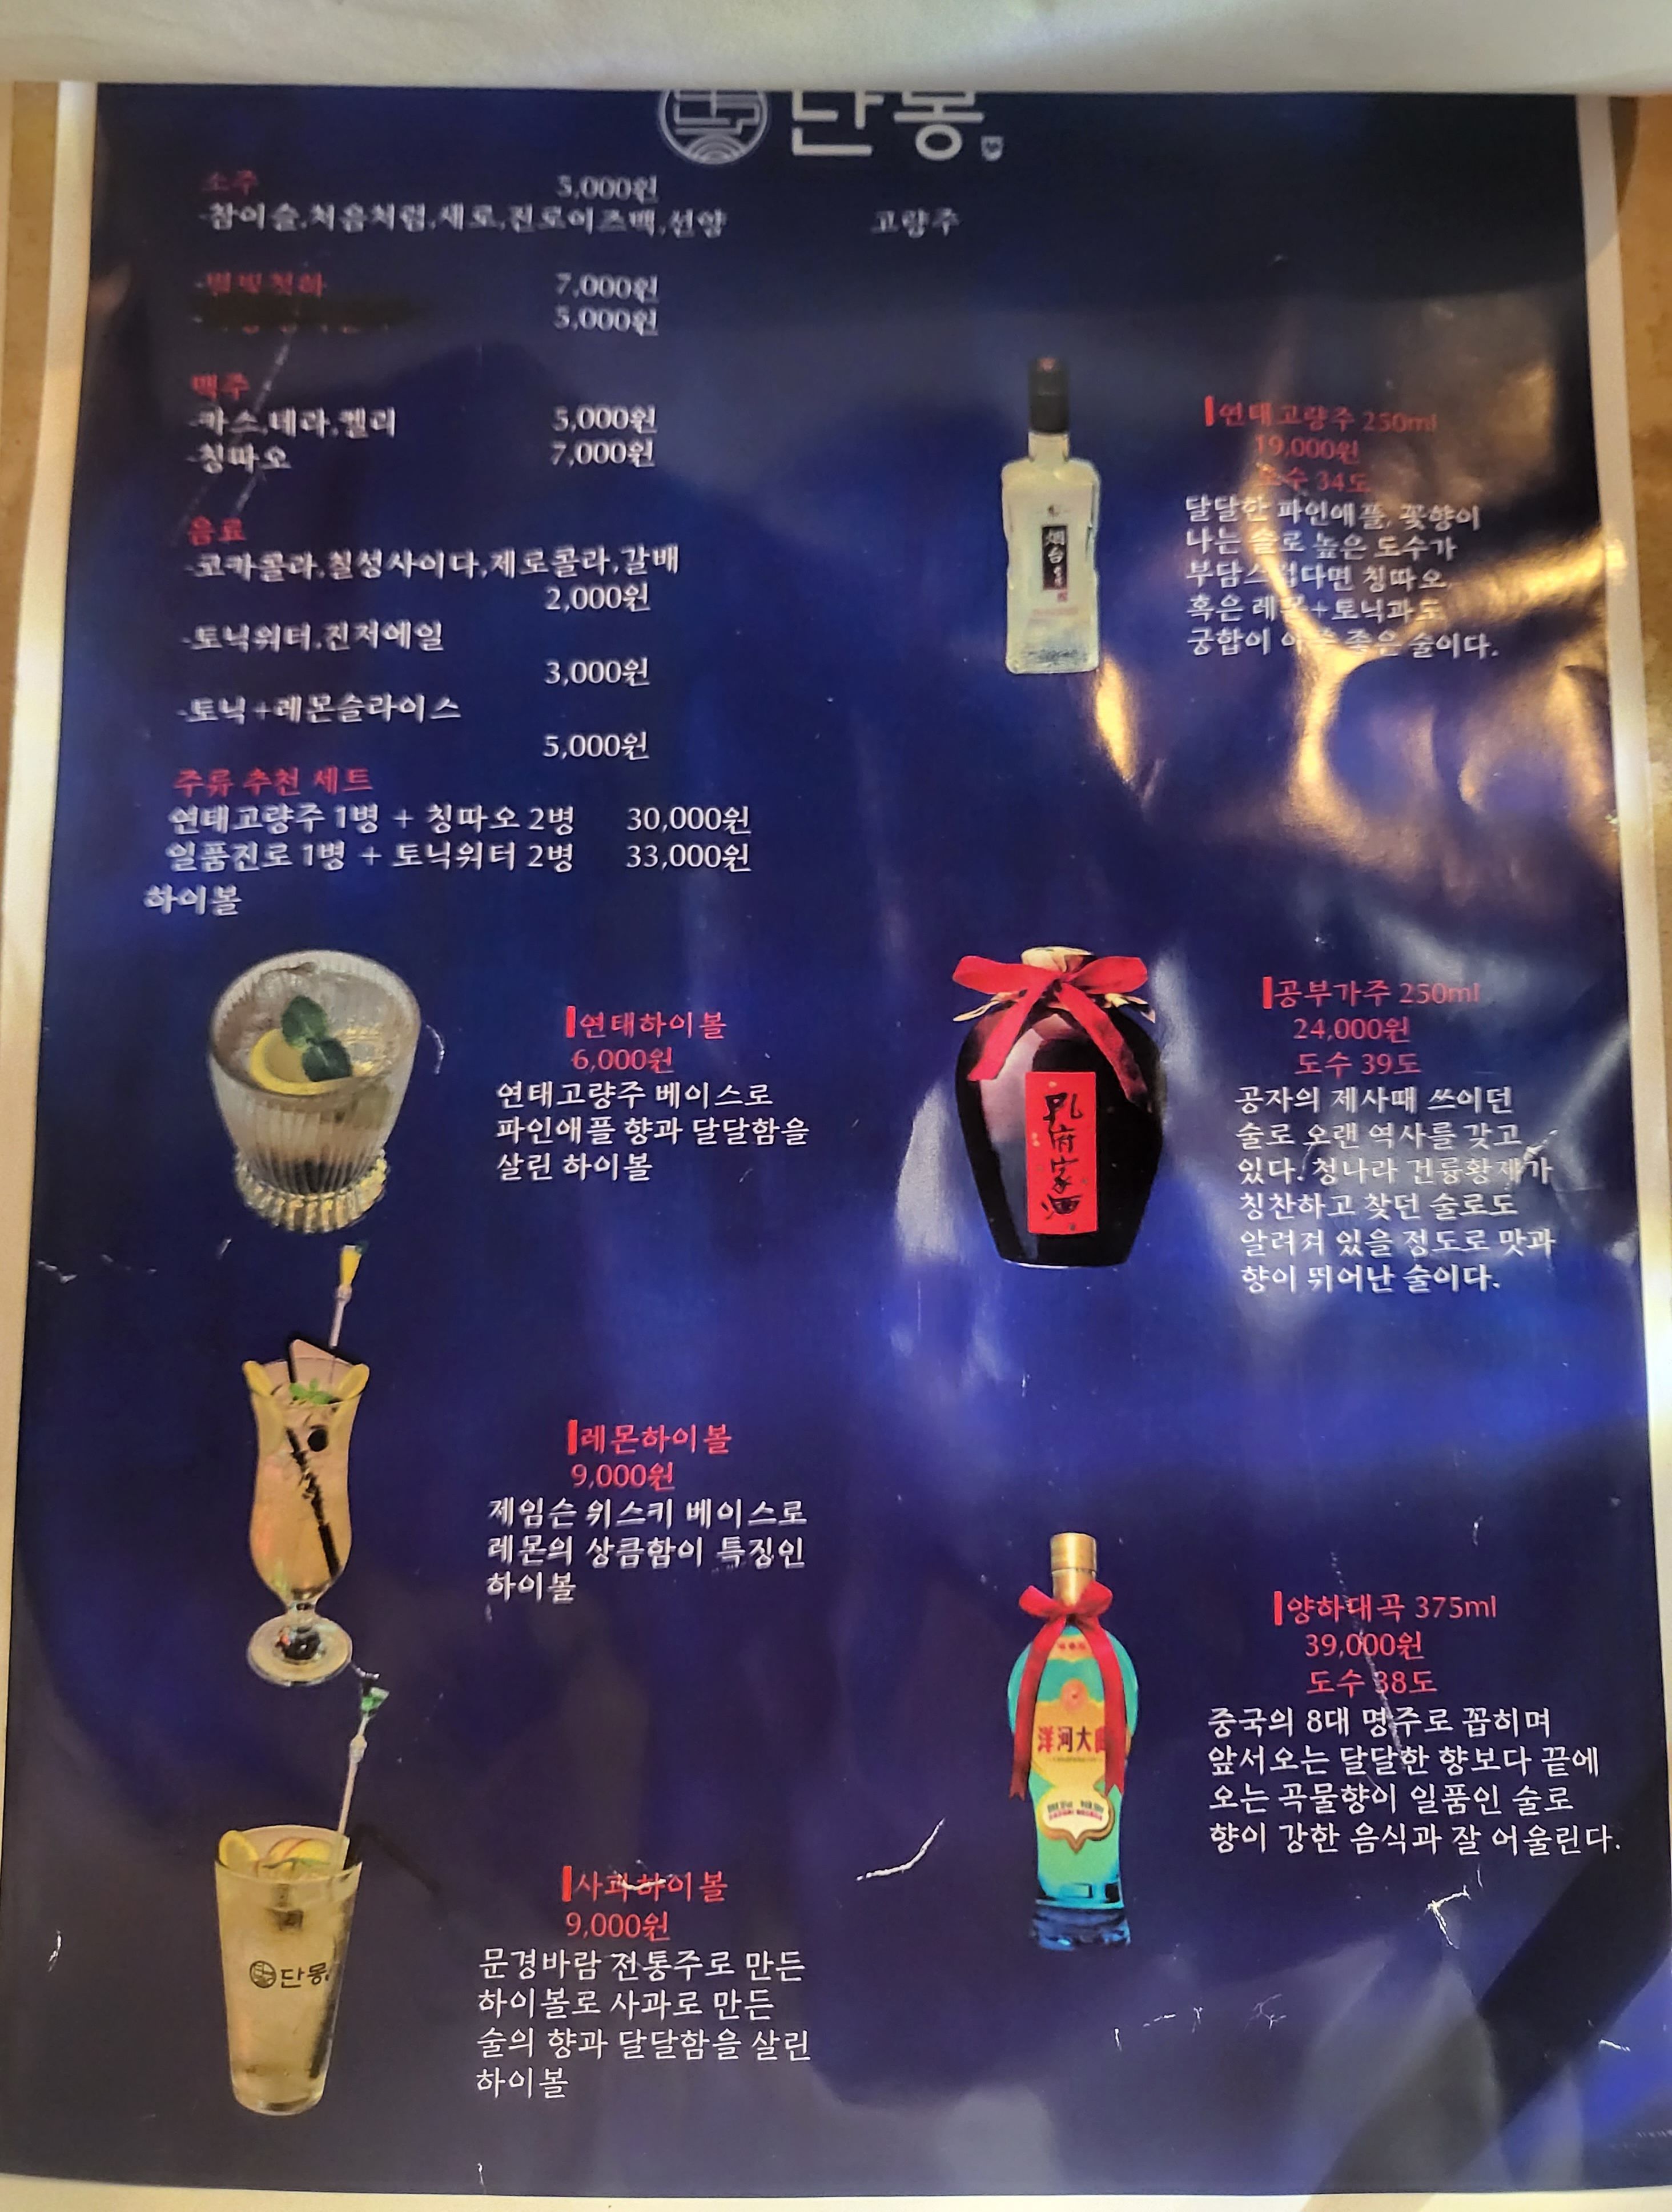 단몽
소주 5,000원
-참이슬,처음처럼,새로,진로이즈백,선양
-별빛청하 7,000원
5,000원
맥주
-카스,테라,켈리 5,000원
-칭따오 7,000원
음료
-코카콜라,칠성사이다,제로콜라,갈배
2,000원
-토닉워터,진저에일
3,000원
-토닉+레몬슬라이스
5,000원
주류 추천 세트
연태고량주 1병 + 칭따오 2병 30,000원
일품진로 1병 + 토닉워터 2병 33,000원
하이볼
연태하이볼
6,000원
연태고량주 베이스로
파인애플 향과 달달함을
살린 하이볼
레몬하이볼
9,000원
제임슨 위스키 베이스로
레몬의 상큼함이 특징인
하이볼
단몽
사과하이볼
9,000원
문경바람 전통주로 만든
하이볼로 사과로 만든
술의 향과 달달함을 살린
하이볼
고량주
烟台
연태고량주 250ml
19,000원
도수 34도
달달한 파인애플, 꽃향이
나는 술로 높은 도수가
부담스럽다면 칭따오,
혹은 레몬+토닉과도
궁합이 아주 좋은 술이다.
孔府家酒
공부가주 250ml
24,000원
도수 39도
공자의 제사때 쓰이던
술로 오랜 역사를 갖고
있다. 청나라 건륭황제가
칭찬하고 찾던 술로도
알려져 있을 정도로 맛과
향이 뛰어난 술이다.
洋河大曲
양하대곡 375ml
39,000원
도수 38도
중국의 8대 명주로 꼽히며
앞서오는 달달한 향보다 끝에
오는 곡물향이 일품인 술로
향이 강한 음식과 잘 어울린다.